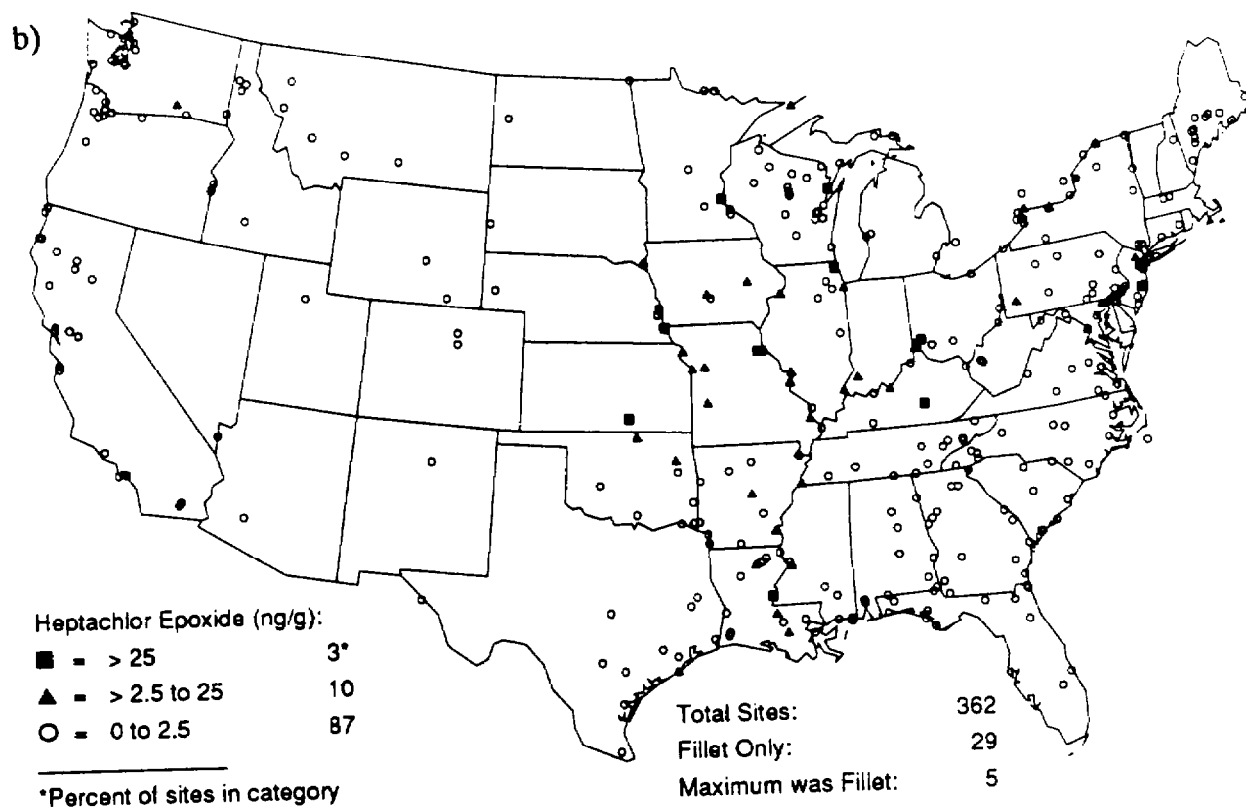 b)
Heptachlor Epoxide (ng/g):
■ = > 25 3*
▲ = > 2.5 to 25 10
○ = 0 to 2.5 87
*Percent of sites in category
Total Sites: 362
Fillet Only: 29
Maximum was Fillet: 5